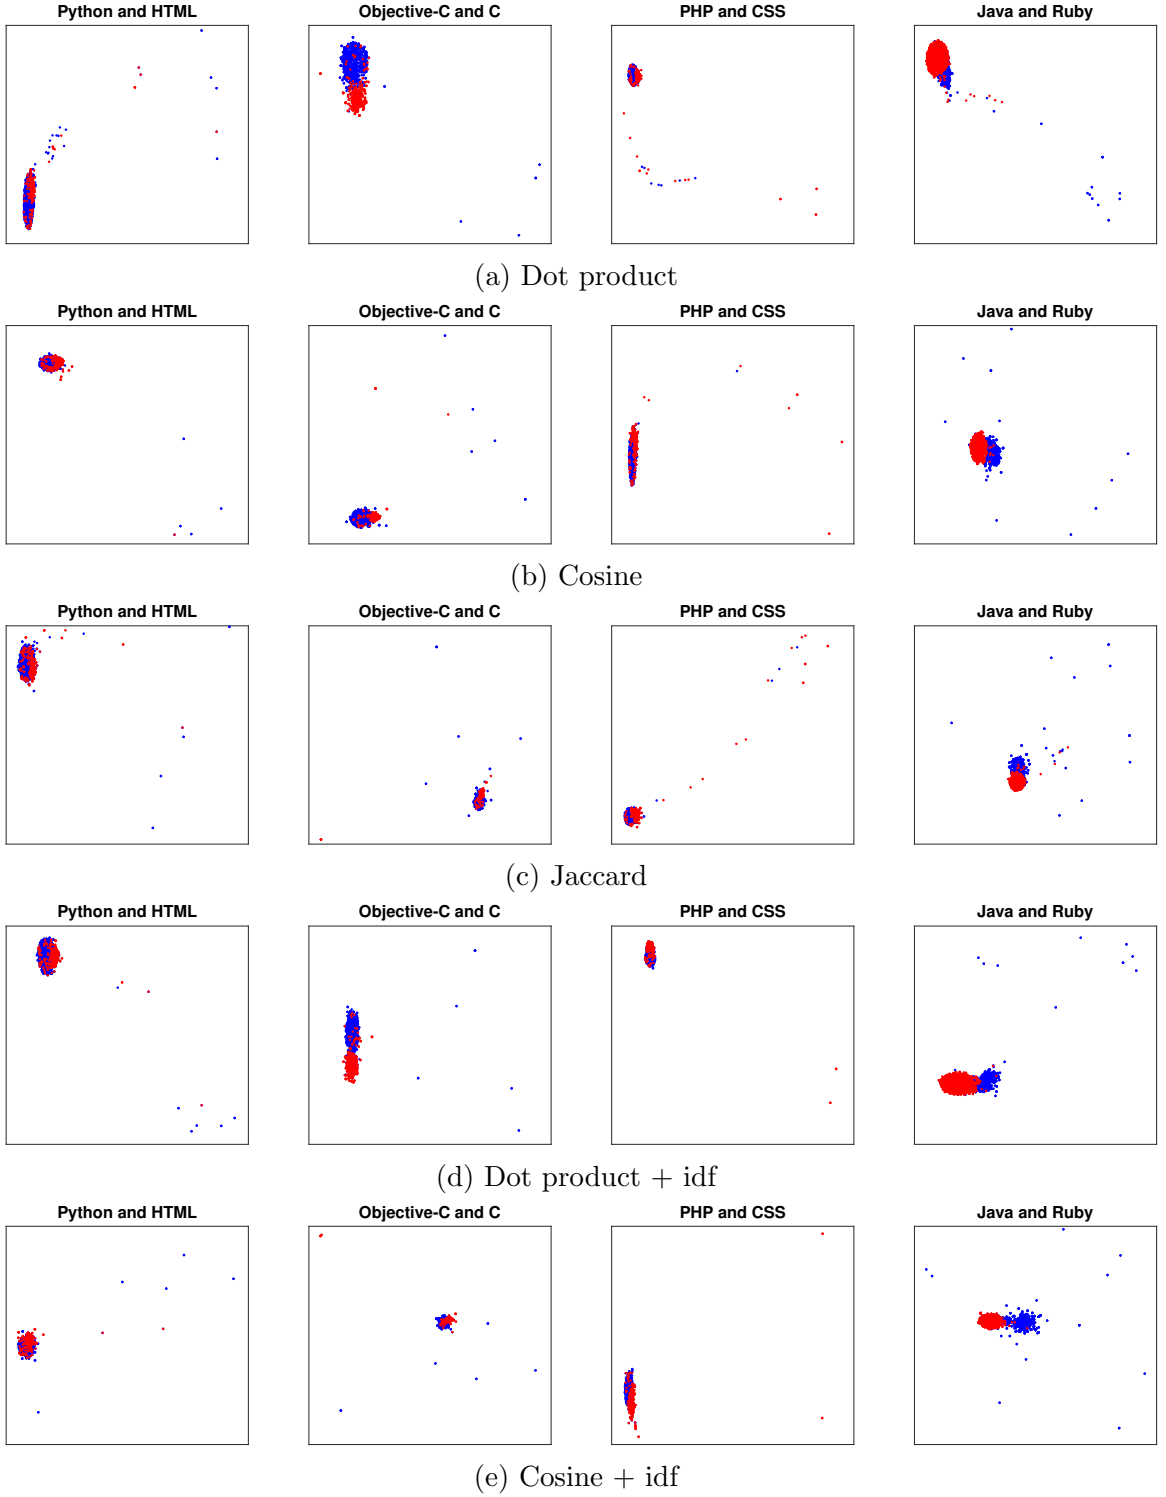 Python and HTML Objective-C and C PHP and CSS Java and Ruby
(a) Dot product
Python and HTML Objective-C and C PHP and CSS Java and Ruby
(b) Cosine
Python and HTML Objective-C and C PHP and CSS Java and Ruby
(c) Jaccard
Python and HTML Objective-C and C PHP and CSS Java and Ruby
(d) Dot product + idf
Python and HTML Objective-C and C PHP and CSS Java and Ruby
(e) Cosine + idf